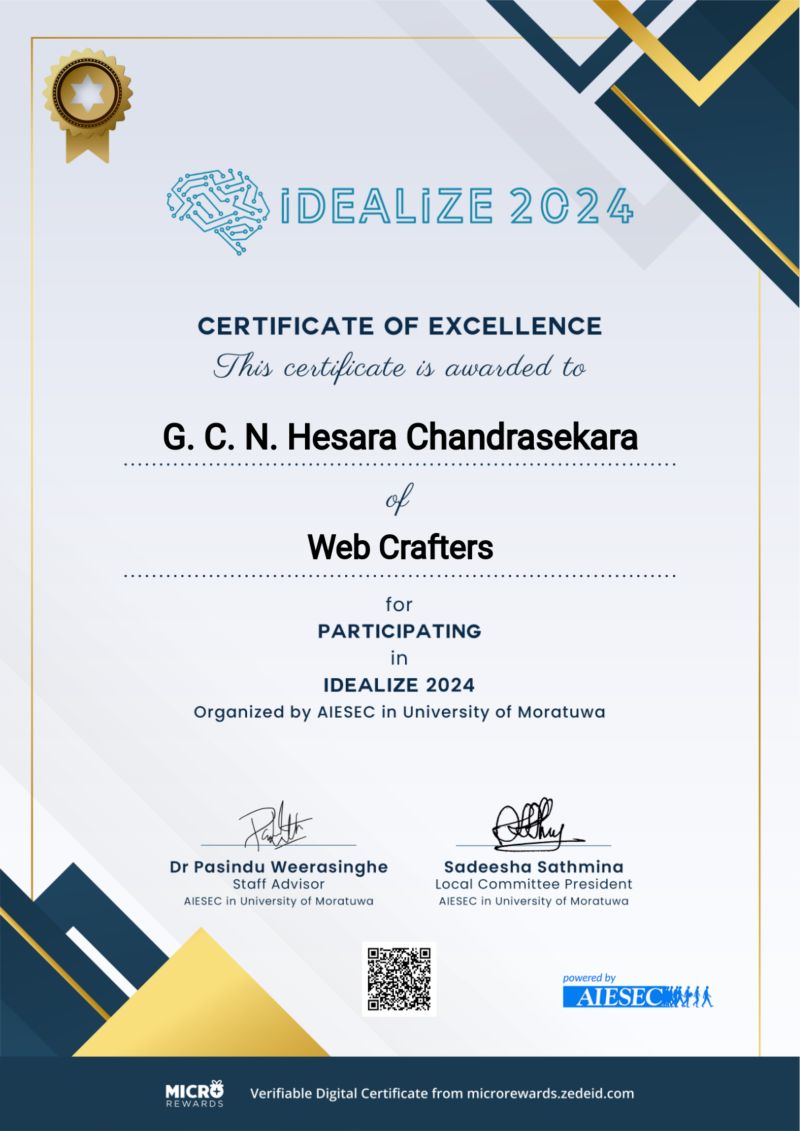 iDEALiZE 2024
CERTIFICATE OF EXCELLENCE
This certificate is awarded to
G. C. N. Hesara Chandrasekara
of
Web Crafters
for
PARTICIPATING
in
IDEALIZE 2024
Organized by AIESEC in University of Moratuwa
Dr Pasindu Weerasinghe
Staff Advisor
AIESEC in University of Moratuwa
Sadeesha Sathmina
Local Committee President
AIESEC in University of Moratuwa
powered by
AIESEC
MICRO
REWARDS
Verifiable Digital Certificate from microrewards.zedeid.com